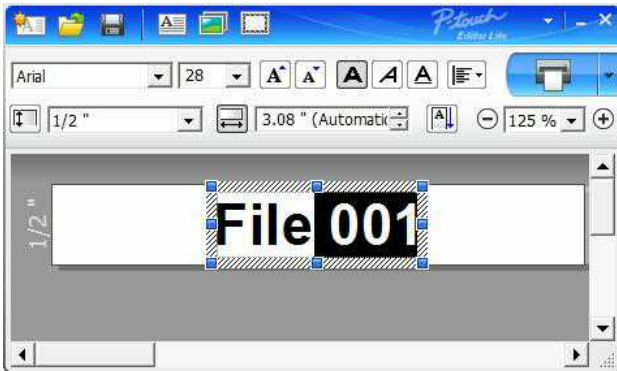 A A P-touch
Editor Lite
Arial 28 A A A A A
1/2 " 3.08 " (Automatic A 125 %
1/2 "
File 001